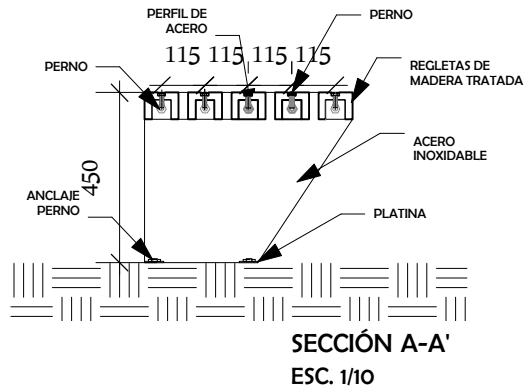 PERFIL DE
ACERO
PERNO
115 115 115 115
PERNO
REGLETAS DE
MADERA TRATADA
ACERO
INOXIDABLE
450
ANCLAJE
PERNO
PLATINA
SECCIÓN A-A'
ESC. 1/10